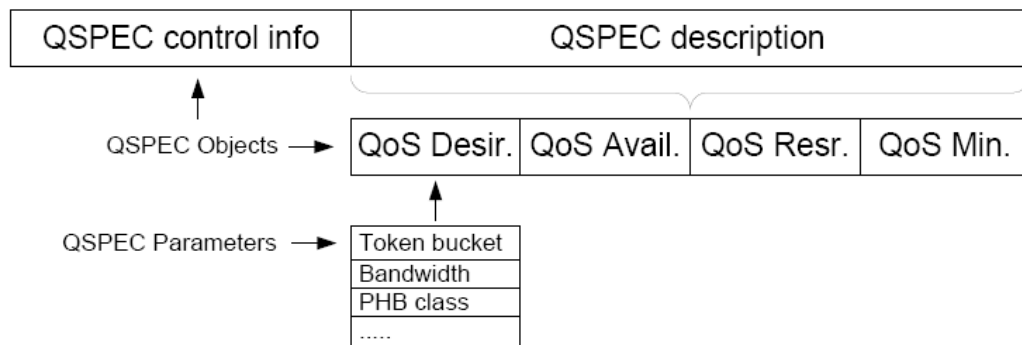 QSPEC control info
QSPEC description
QSPEC Objects
QoS Desir.
QoS Avail.
QoS Resr.
QoS Min.
QSPEC Parameters
Token bucket
Bandwidth
PHB class
.....